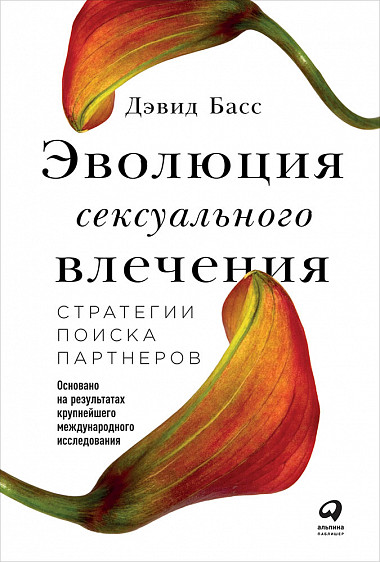 Дэвид Басс
Эволюция
сексуального
влечения
СТРАТЕГИИ
ПОИСКА
ПАРТНЕРОВ
Основано
на результатах
крупнейшего
международного
исследования
альпина
ПАБЛИШЕР